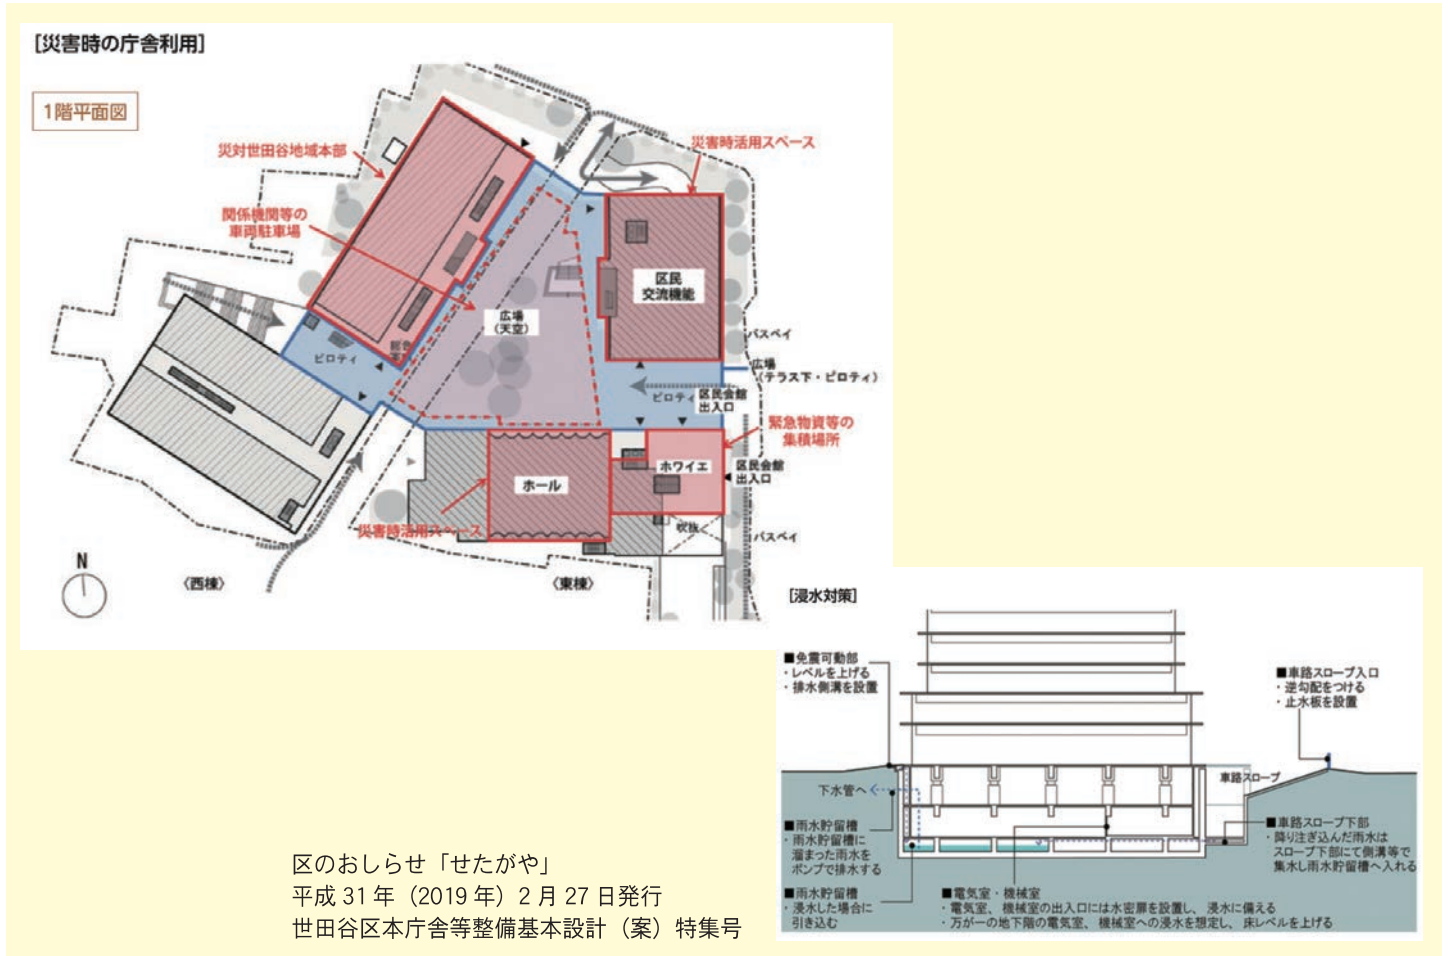 [災害時の庁舎利用]
1階平面図
災対世田谷地域本部
災害時活用スペース
関係機関等の
車両駐車場
区民
交流機能
広場
(天空)
ピロティ
バスベイ
広場
(テラス下・ピロティ)
ピロティ
区民会館
出入口
緊急物資等の
集積場所
ホワイエ
区民会館
出入口
ホール
災害時活用スペース
吹抜
バスベイ
N
〈西棟〉
〈東棟〉
[浸水対策]
■免震可動部
・レベルを上げる
・排水側溝を設置
■車路スロープ入口
・逆勾配をつける
・止水板を設置
車路スロープ
下水管へ
■雨水貯留槽
・雨水貯留槽に
溜まった雨水を
ポンプで排水する
■車路スロープ下部
・降り注ぎ込んだ雨水は
スロープ下部にて側溝等で
集水し雨水貯留槽へ入れる
■雨水貯留槽
・浸水した場合に
引き込む
■電気室・機械室
・電気室、機械室の出入口には水密扉を設置し、浸水に備える
・万が一の地下階の電気室、機械室への浸水を想定し、床レベルを上げる
区のおしらせ「せたがや」
平成 31 年（2019 年）2 月 27 日発行
世田谷区本庁舎等整備基本設計（案）特集号